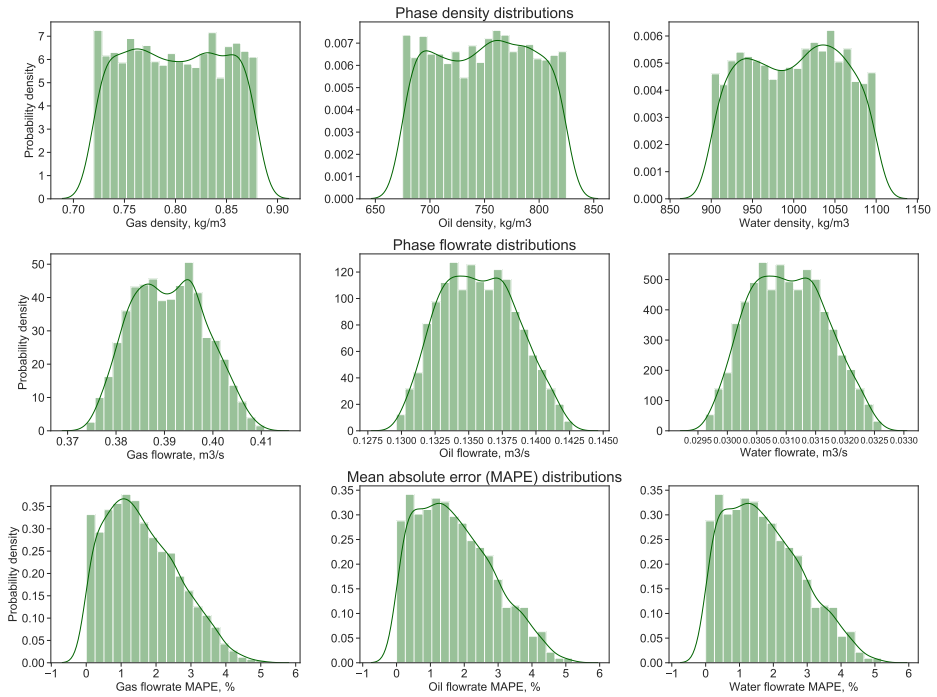 Phase density distributions
Probability density
7
6
5
4
3
2
1
0
0.70 0.75 0.80 0.85 0.90
Gas density, kg/m3
0.007
0.006
0.005
0.004
0.003
0.002
0.001
0.000
650 700 750 800 850
Oil density, kg/m3
0.006
0.005
0.004
0.003
0.002
0.001
0.000
850 900 950 1000 1050 1100 1150
Water density, kg/m3
Phase flowrate distributions
Probability density
50
40
30
20
10
0
0.37 0.38 0.39 0.40 0.41
Gas flowrate, m3/s
120
100
80
60
40
20
0
0.1275 0.1300 0.1325 0.1350 0.1375 0.1400 0.1425 0.1450
Oil flowrate, m3/s
500
400
300
200
100
0
0.0295 0.0300 0.0305 0.0310 0.0315 0.0320 0.0325 0.0330
Water flowrate, m3/s
Mean absolute error (MAPE) distributions
Probability density
0.35
0.30
0.25
0.20
0.15
0.10
0.05
0.00
−1 0 1 2 3 4 5 6
Gas flowrate MAPE, %
0.35
0.30
0.25
0.20
0.15
0.10
0.05
0.00
−1 0 1 2 3 4 5 6
Oil flowrate MAPE, %
0.35
0.30
0.25
0.20
0.15
0.10
0.05
0.00
−1 0 1 2 3 4 5 6
Water flowrate MAPE, %